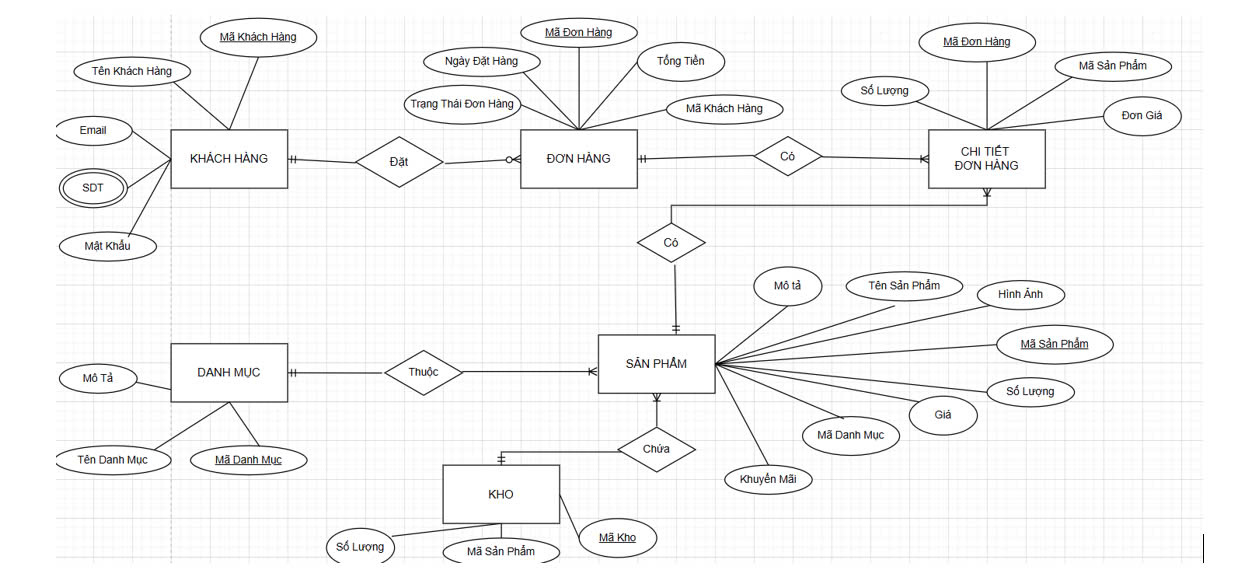 Mã Khách Hàng
Tên Khách Hàng
Email
SDT
Mật Khẩu
KHÁCH HÀNG
Đặt
Mã Đơn Hàng
Ngày Đặt Hàng
Tổng Tiền
Trạng Thái Đơn Hàng
Mã Khách Hàng
ĐƠN HÀNG
Có
Mã Đơn Hàng
Mã Sản Phẩm
Số Lượng
Đơn Giá
CHI TIẾT
ĐƠN HÀNG
Có
Mô tả
Tên Sản Phẩm
Hình Ảnh
Mã Sản Phẩm
Số Lượng
Giá
Mã Danh Mục
Khuyến Mãi
SẢN PHẨM
DANH MỤC
Thuộc
Mô Tả
Tên Danh Mục
Mã Danh Mục
Chứa
KHO
Số Lượng
Mã Sản Phẩm
Mã Kho